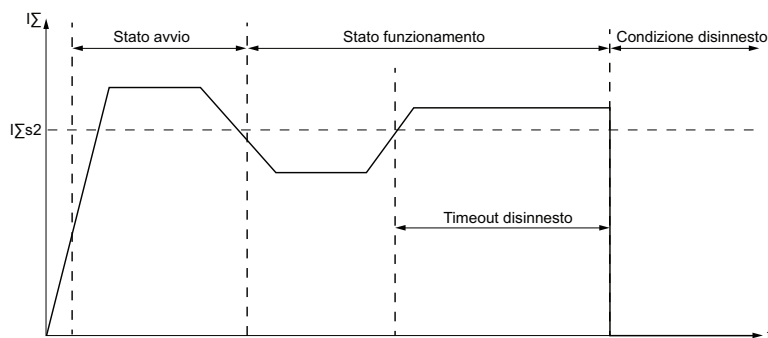 I∑
Stato avvio
Stato funzionamento
Condizione disinnesto
I∑s2
Timeout disinnesto